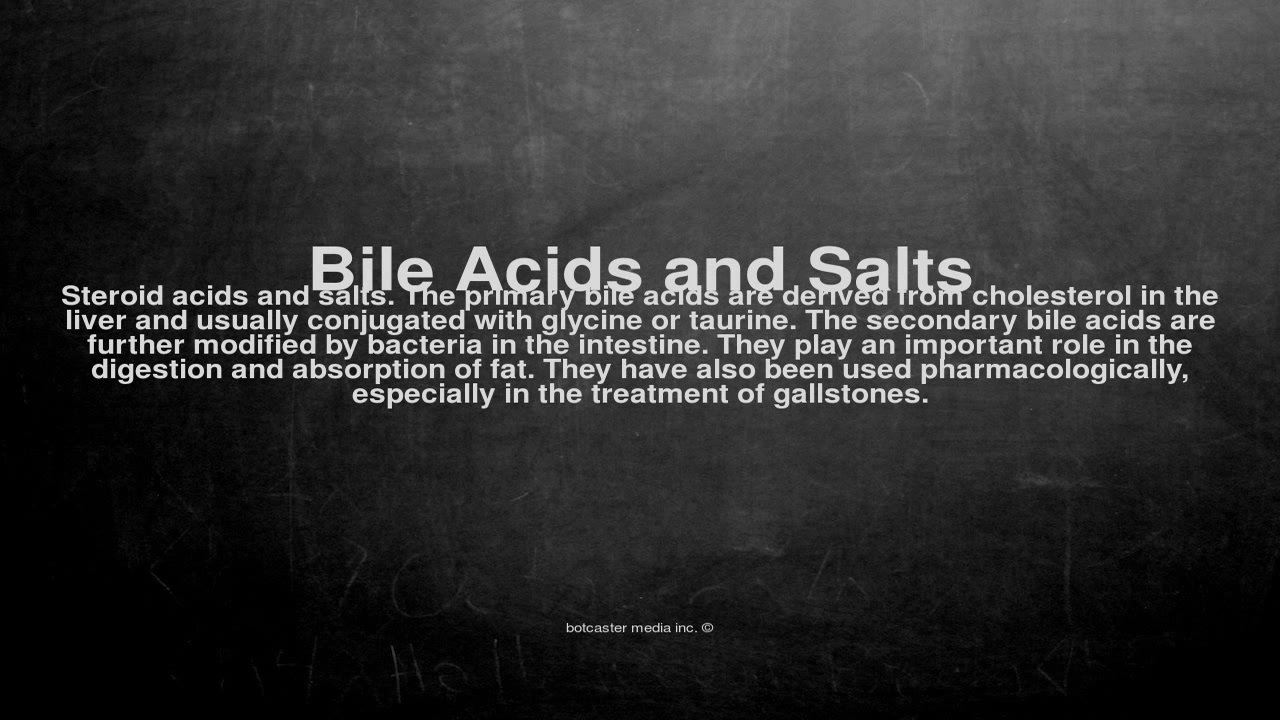 Bile Acids and Salts
Steroid acids and salts. The primary bile acids are derived from cholesterol in the
liver and usually conjugated with glycine or taurine. The secondary bile acids are
further modified by bacteria in the intestine. They play an important role in the
digestion and absorption of fat. They have also been used pharmacologically,
especially in the treatment of gallstones.
botcaster media inc. ©